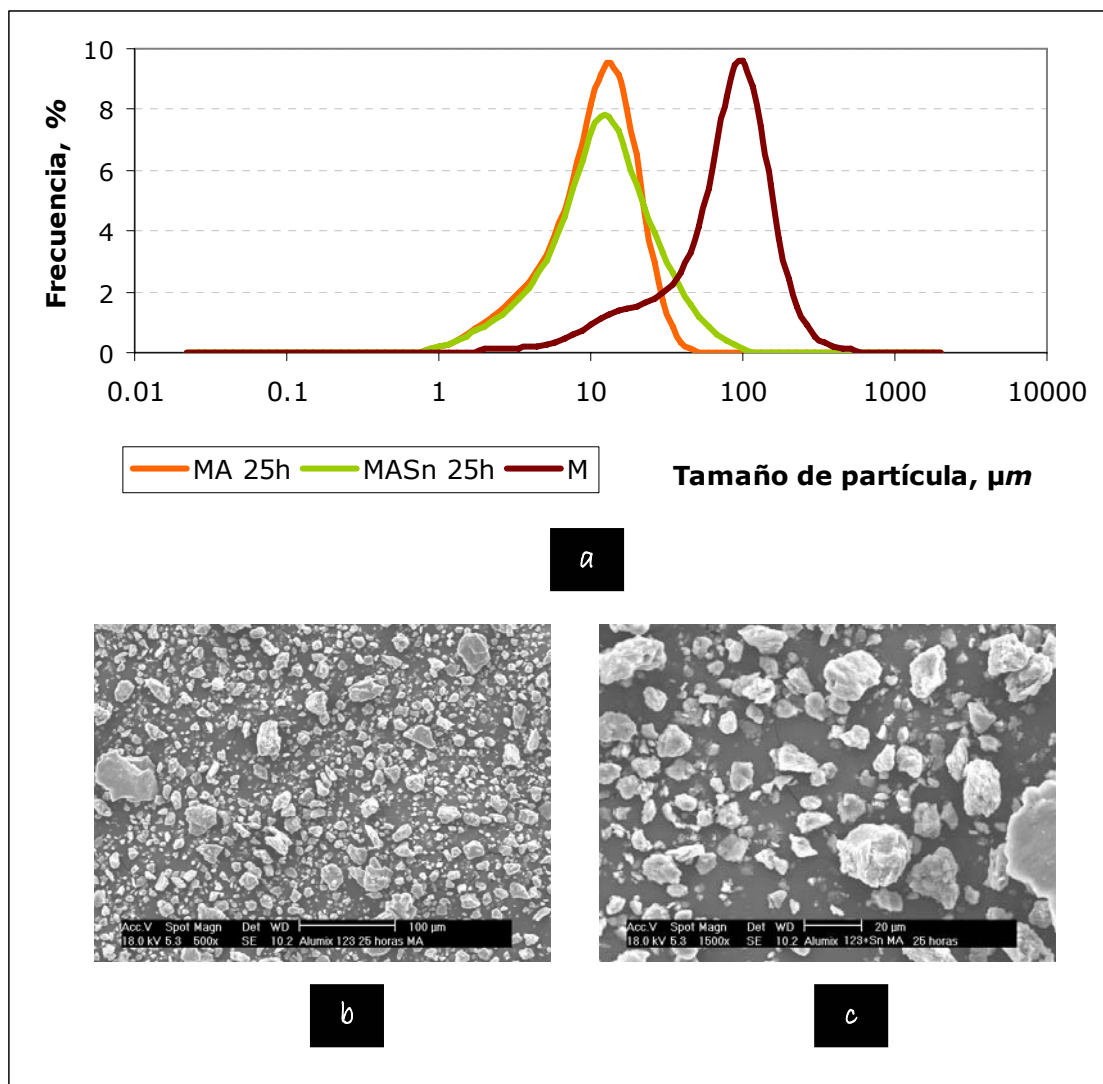 10
8
6
4
2
0
Frecuencia, %
0.01 0.1 1 10 100 1000 10000
MA 25h MASn 25h M
Tamaño de partícula, µm
a
Acc.V Spot Magn Det WD 100 µm
18.0 kV 5.3 500x SE 10.2 Alumix 123 25 horas MA
Acc.V Spot Magn Det WD 20 µm
18.0 kV 5.3 1500x SE 10.2 Alumix 123+Sn MA 25 horas
b
c